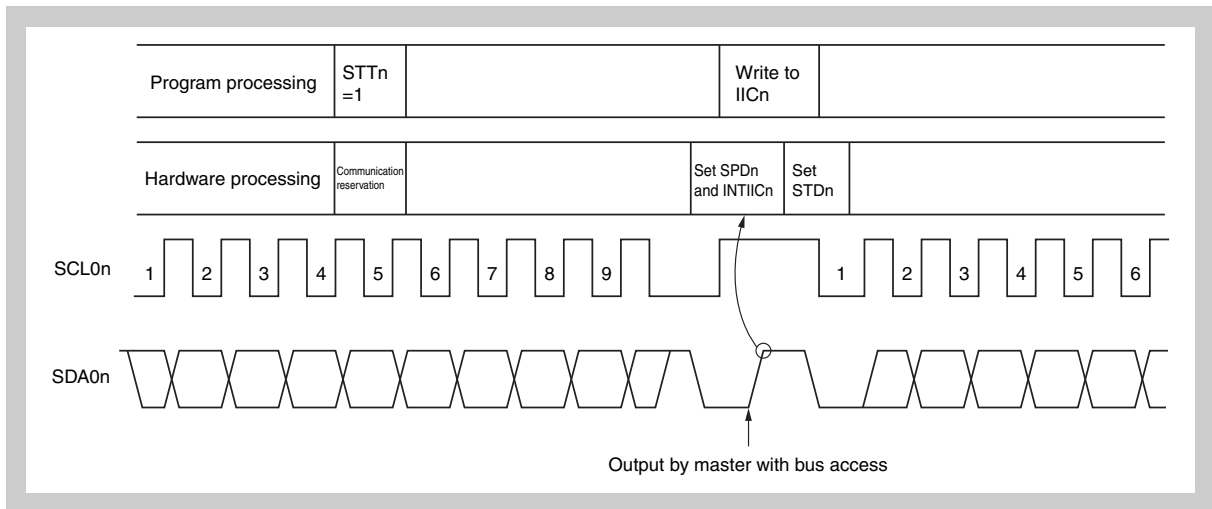 Program processing
STTn
=1
Write to
IICn
Hardware processing
Communication
reservation
Set SPDn
and INTIICn
Set
STDn
SCL0n
1 2 3 4 5 6 7 8 9 1 2 3 4 5 6
SDA0n
Output by master with bus access